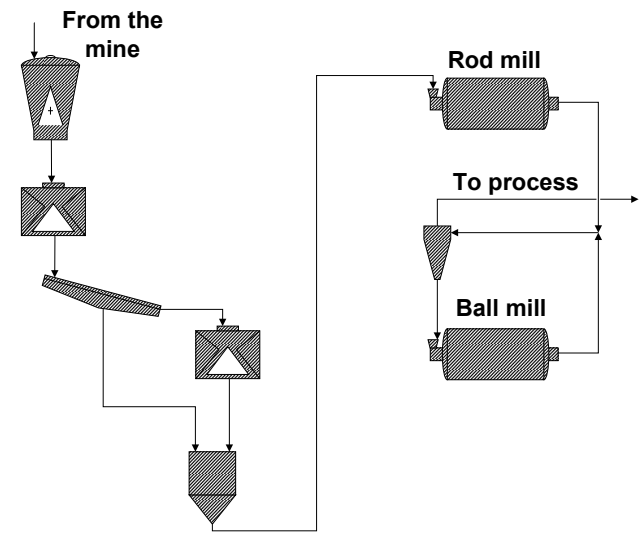 From the
mine
Rod mill
To process
Ball mill